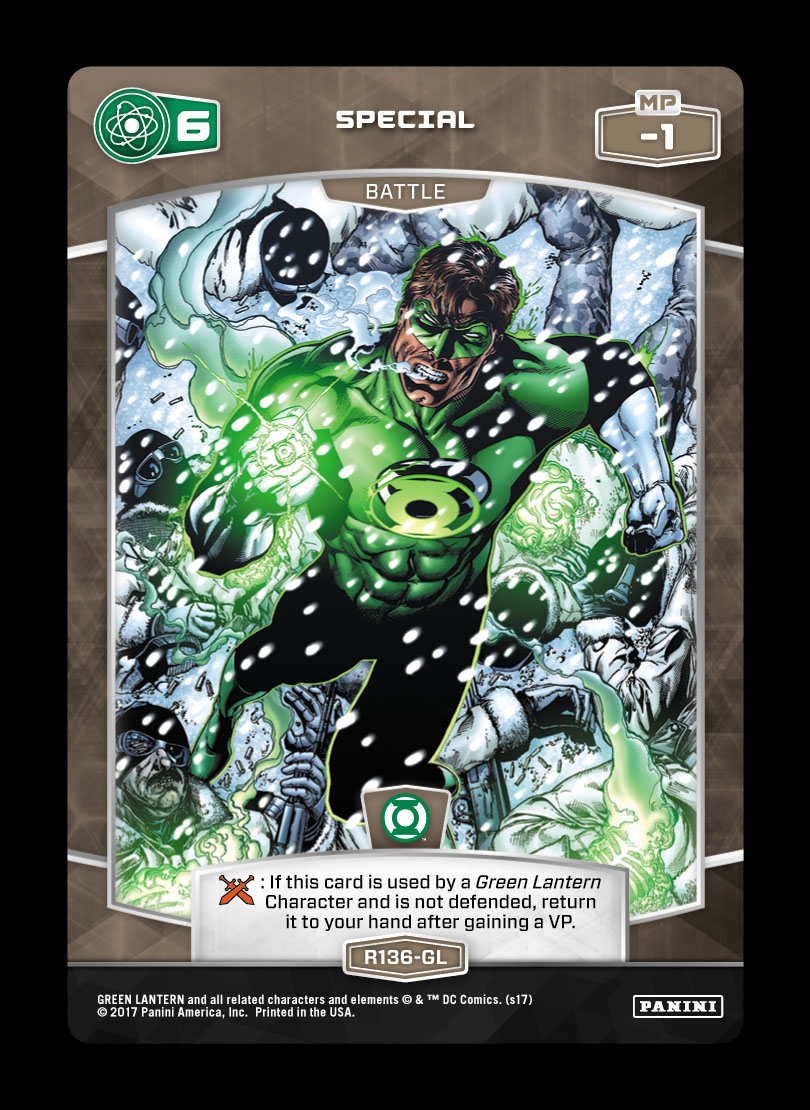 6
SPECIAL
MP
-1
BATTLE
™
: If this card is used by a Green Lantern
Character and is not defended, return
it to your hand after gaining a VP.
R136-GL
GREEN LANTERN and all related characters and elements © & ™ DC Comics. (s17)
© 2017 Panini America, Inc. Printed in the USA.
PANINI